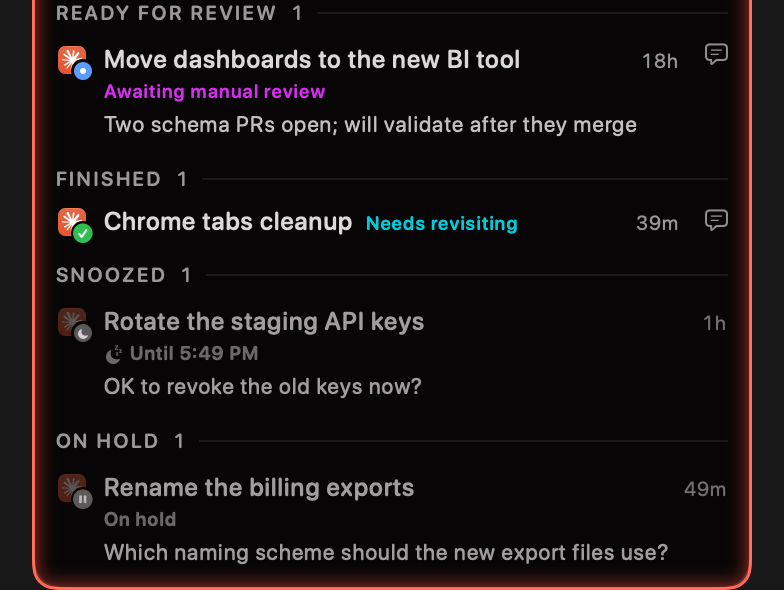 READY FOR REVIEW 1
Move dashboards to the new BI tool 18h
Awaiting manual review
Two schema PRs open; will validate after they merge
FINISHED 1
Chrome tabs cleanup Needs revisiting 39m
SNOOZED 1
Rotate the staging API keys 1h
Until 5:49 PM
OK to revoke the old keys now?
ON HOLD 1
Rename the billing exports 49m
On hold
Which naming scheme should the new export files use?